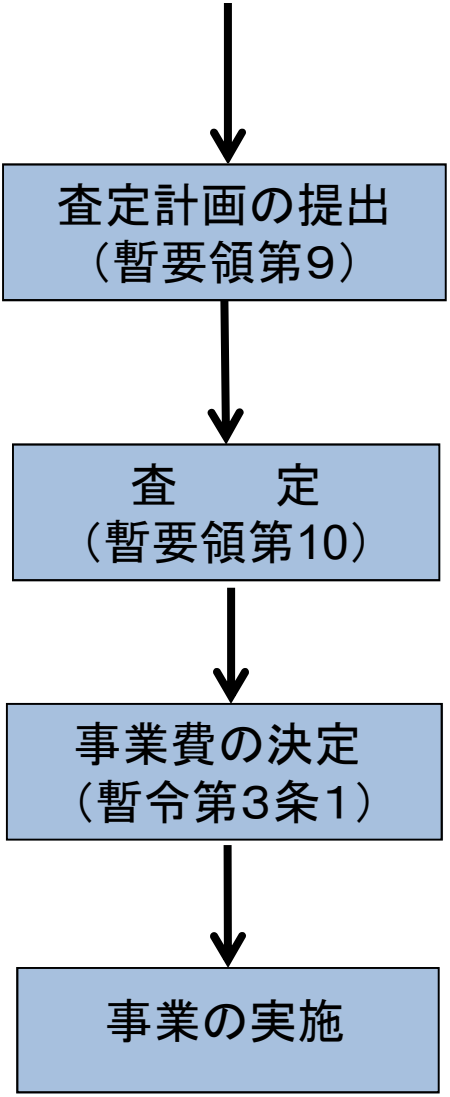 査定計画の提出
（暫要領第９）
査　　定
（暫要領第10）
事業費の決定
（暫令第３条１）
事業の実施